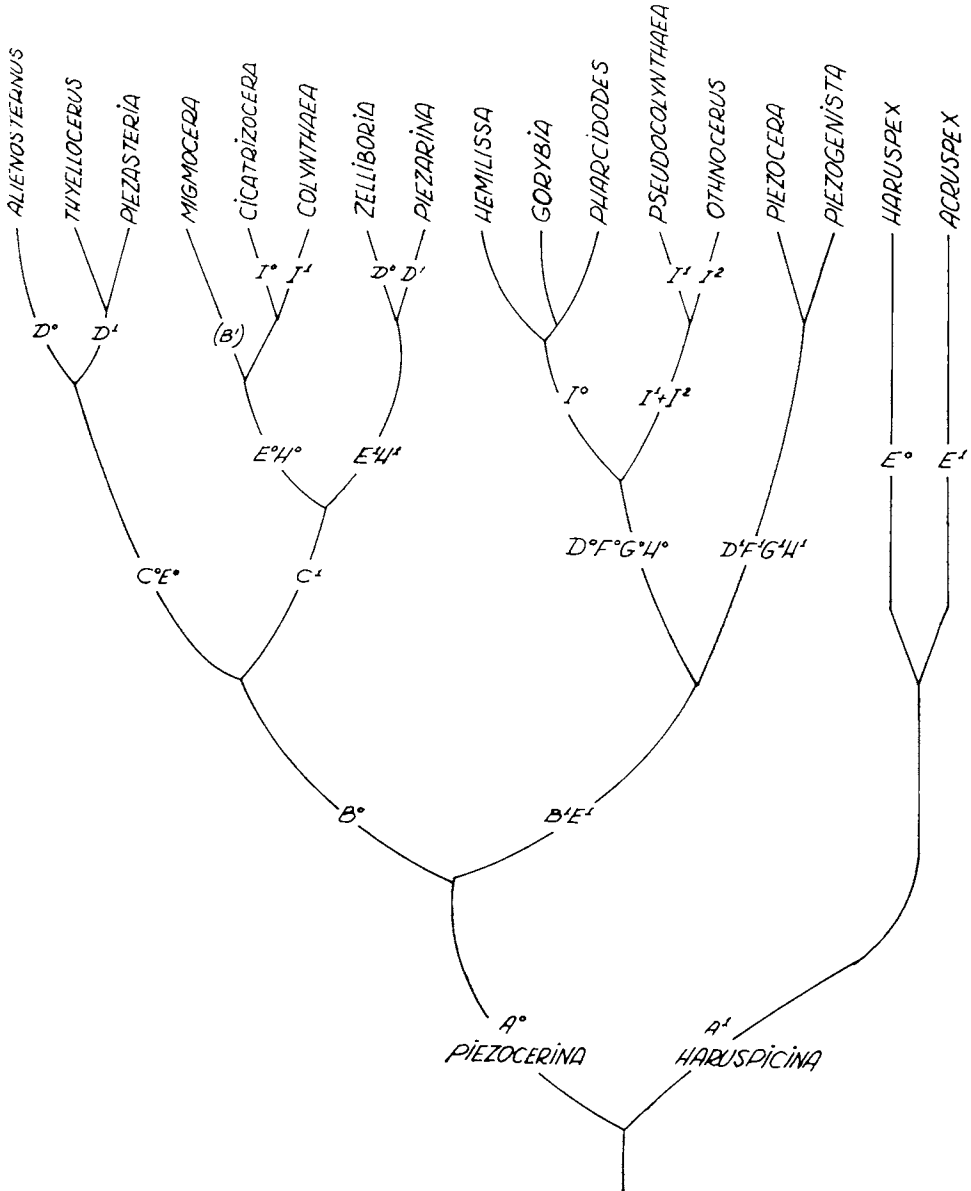 ALIENOSTERNUS
THYELLOCERUS
PIEZASTERIA
MIGMOCERA
CICATRIZOCERA
COLYNTHAEA
ZELLIBORIA
PIEZARINA
HEMILISSA
GORYBIA
PHARCIDODES
PSEUDOCOLYNTHAEA
OTHNOCERUS
PIEZOCERA
PIEZOGENISTA
HARUSPEX
ACRUSPEX
I° I¹ D° D¹ I¹ I²
D° D¹ (B¹)
I° I¹+I²
E°H° E¹H¹ E° E¹
D°F°G°H° D¹F¹G¹H¹
C°E° C¹
B° B¹E¹
A° A¹
PIEZOCERINA HARUSPICINA